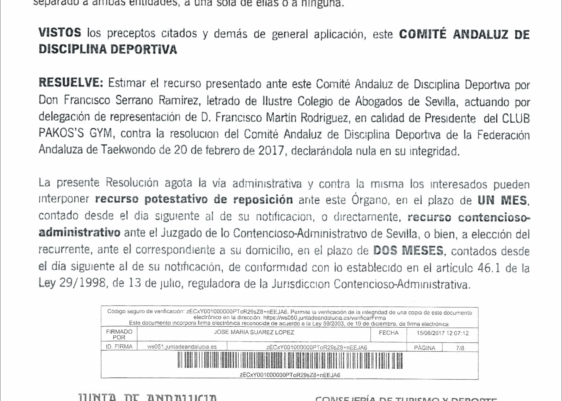 separado a ambas entidades, a una sola de ellas o a ninguna.
VISTOS los preceptos citados y demás de general aplicación, este COMITÉ ANDALUZ DE
DISCIPLINA DEPORTIVA
RESUELVE: Estimar el recurso presentado ante este Comité Andaluz de Disciplina Deportiva por
Don Francisco Serrano Ramírez, letrado de Ilustre Colegio de Abogados de Sevilla, actuando por
delegación de representación de D. Francisco Martín Rodriguez, en calidad de Presidente del CLUB
PAKOS'S GYM, contra la resolucion del Comité Andaluz de Disciplina Deportiva de la Federación
Andaluza de Taekwondo de 20 de febrero de 2017, declarándola nula en su integridad.
La presente Resolución agota la vía administrativa y contra la misma los interesados pueden
interponer recurso potestativo de reposición ante este Órgano, en el plazo de UN MES,
contado desde el día siguiente al de su notificación, o directamente, recurso contencioso-
administrativo ante el Juzgado de lo Contencioso-Administrativo de Sevilla, o bien, a elección del
recurrente, ante el correspondiente a su domicilio, en el plazo de DOS MESES, contados desde
el día siguiente al de su notificación, de conformidad con lo establecido en el artículo 46.1 de la
Ley 29/1998, de 13 de julio, reguladora de la Jurisdiccion Contencioso-Administrativa.
Código seguro de verificación: zECxY001000000PToR29sZ8+nEEJA6. Permite la verificación de la integridad de una copia de este documento
electrónico en la dirección: https://ws050.juntadeandalucia.es/verificarFirma
Este documento incorpora firma electrónica reconocida de acuerdo a la Ley 59/2003, de 19 de diciembre, de firma electrónica.
FIRMADO POR JOSE MARIA SUAREZ LOPEZ FECHA 15/06/2017 12:07:12
ID. FIRMA ws051.juntadeandalucia.es zECxY001000000PToR29sZ8+nEEJA6 PÁGINA 7/8
zECxY001000000PToR29sZ8+nEEJA6
JUNTA DE ANDALUCIA CONSEJERÍA DE TURISMO Y DEPORTE